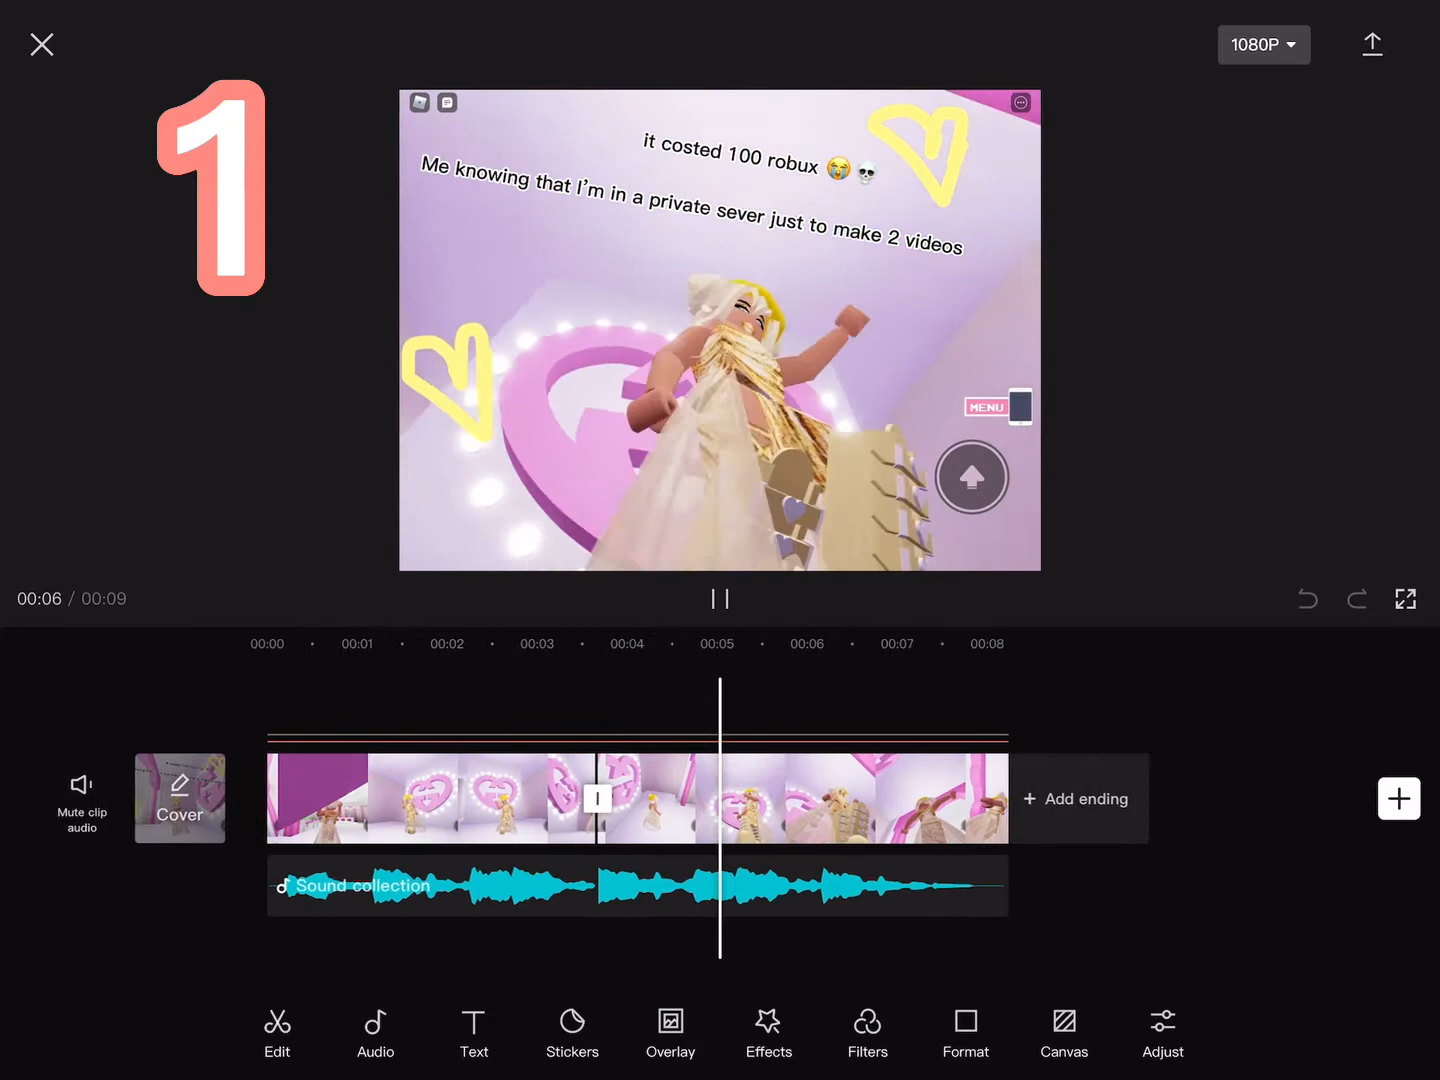 1080P
1
it costed 100 robux 😭💀
Me knowing that I'm in a private sever just to make 2 videos
MENU
00:06 / 00:09
00:00 00:01 00:02 00:03 00:04 00:05 00:06 00:07 00:08
Mute clip
audio
Cover
+ Add ending
Sound collection
Edit Audio Text Stickers Overlay Effects Filters Format Canvas Adjust